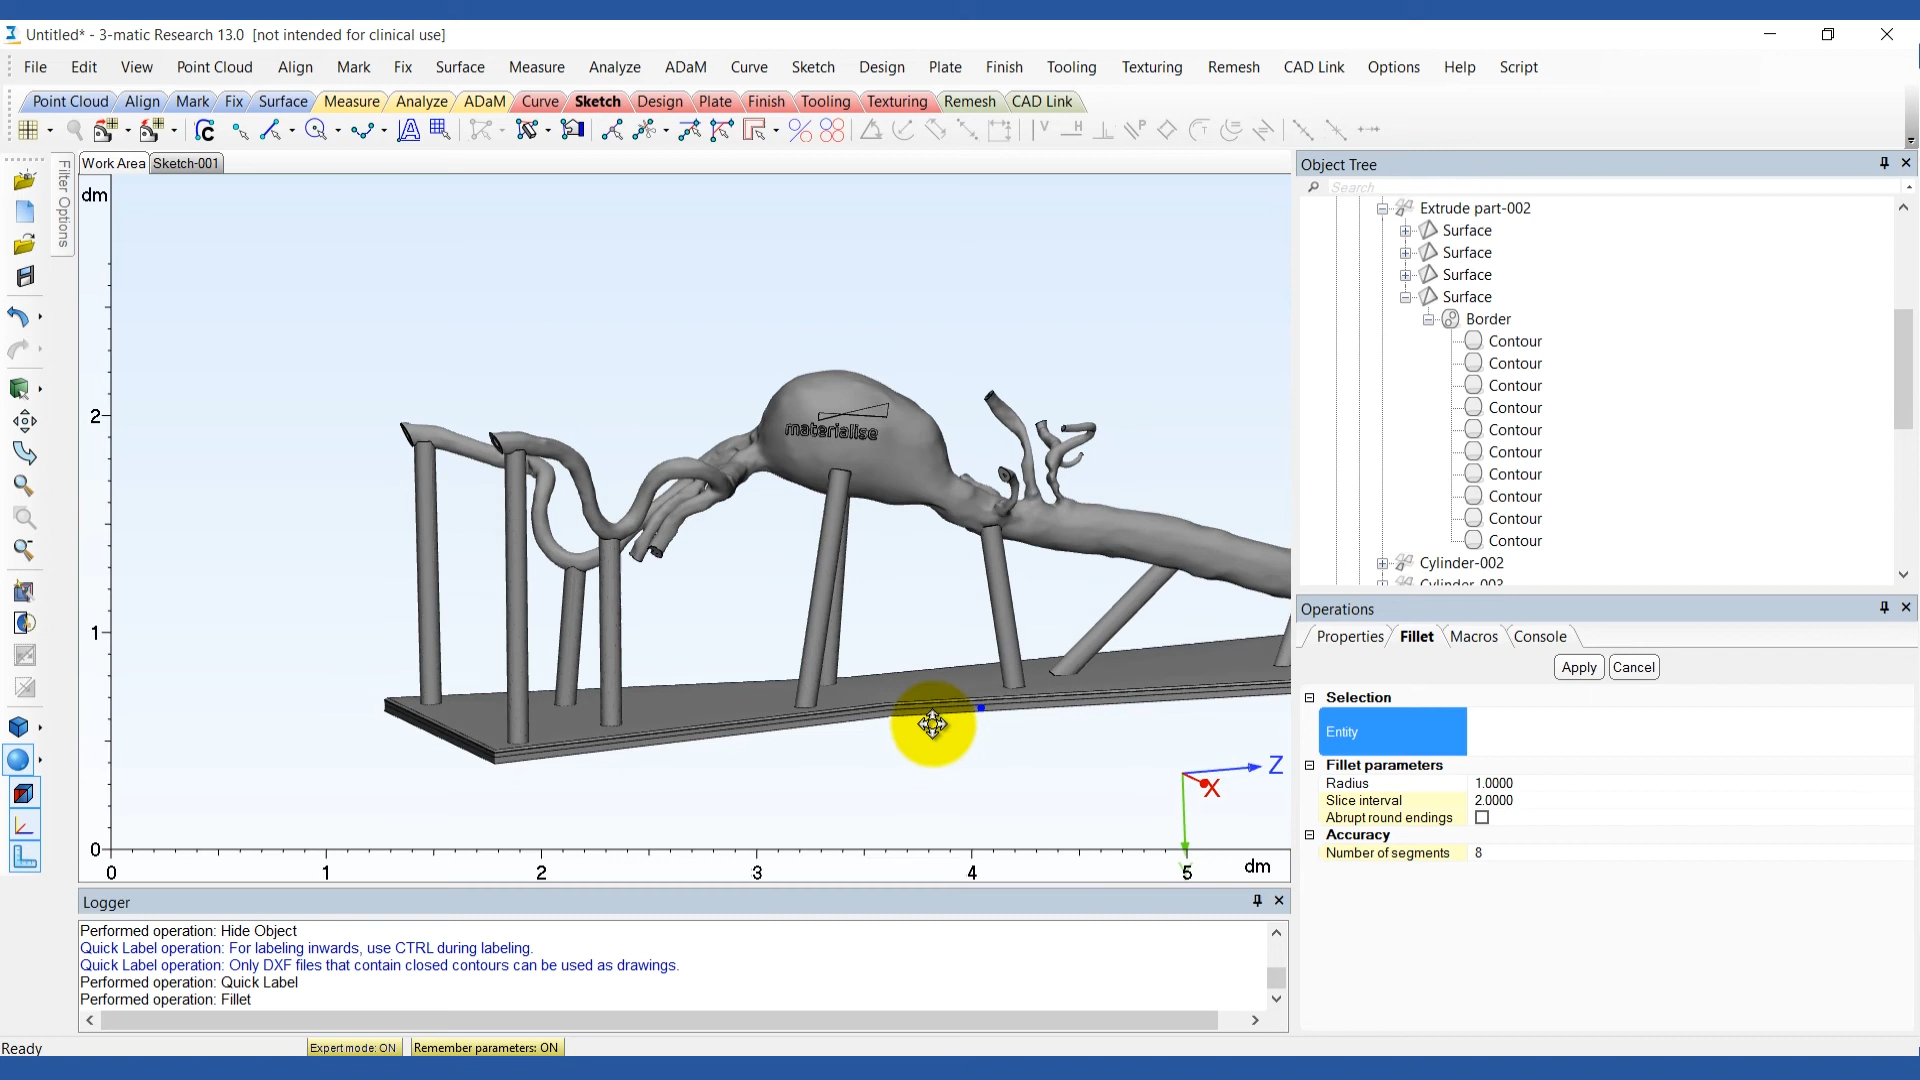 Untitled* - 3-matic Research 13.0 [not intended for clinical use]
File Edit View Point Cloud Align Mark Fix Surface Measure Analyze ADaM Curve Sketch Design Plate Finish Tooling Texturing Remesh CAD Link Options Help Script
Point Cloud Align Mark Fix Surface Measure Analyze ADaM Curve Sketch Design Plate Finish Tooling Texturing Remesh CAD Link
Filter Options
Work Area Sketch-001
dm
2
1
0
0 1 2 3 4 5 dm
materialise
Z
X
Object Tree
Search
Extrude part-002
Surface
Surface
Surface
Surface
Border
Contour
Contour
Contour
Contour
Contour
Contour
Contour
Contour
Contour
Contour
Cylinder-002
Cylinder-003
Operations
Properties Fillet Macros Console
Apply Cancel
Selection
Entity
Fillet parameters
Radius 1.0000
Slice interval 2.0000
Abrupt round endings
Accuracy
Number of segments 8
Logger
Performed operation: Hide Object
Quick Label operation: For labeling inwards, use CTRL during labeling.
Quick Label operation: Only DXF files that contain closed contours can be used as drawings.
Performed operation: Quick Label
Performed operation: Fillet
Ready Expert mode: ON Remember parameters: ON